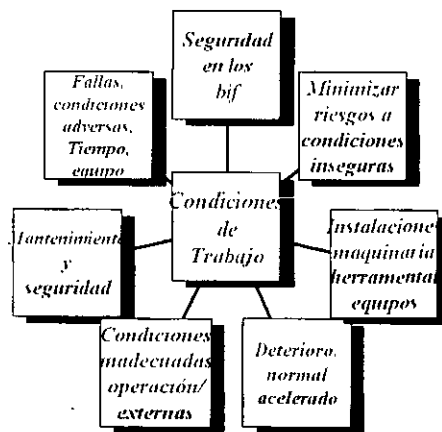 Seguridad
en los
bif
Minimizar
riesgos a
condiciones
inseguras
Instalaciones
maquinaria
herramental
equipos
Deterioro,
normal
acelerado
Condiciones
inadecuadas
operación/
externas
Mantenimiento
y
seguridad
Fallas,
condiciones
adversas,
Tiempo,
equipo
Condiciones
de
Trabajo